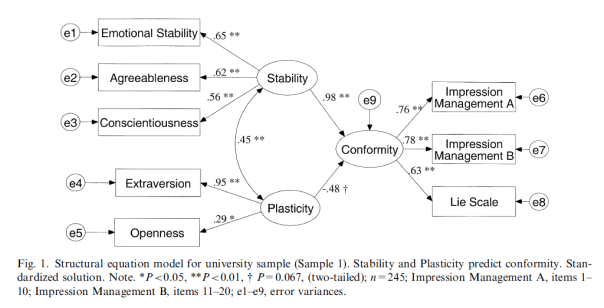 e1
Emotional Stability
.65 **
e2
Agreeableness
.62 **
Stability
e3
Conscientiousness
.56 **
.98 **
e9
.45 **
Conformity
.76 **
Impression
Management A
e6
.78 **
Impression
Management B
e7
.63 **
Lie Scale
e8
e4
Extraversion
.95 **
-.48 †
Plasticity
e5
Openness
.29 *
Fig. 1. Structural equation model for university sample (Sample 1). Stability and Plasticity predict conformity. Stan-
dardized solution. Note. *P<0.05, **P<0.01, † P=0.067, (two-tailed); n=245; Impression Management A, items 1–
10; Impression Management B, items 11–20; e1–e9, error variances.